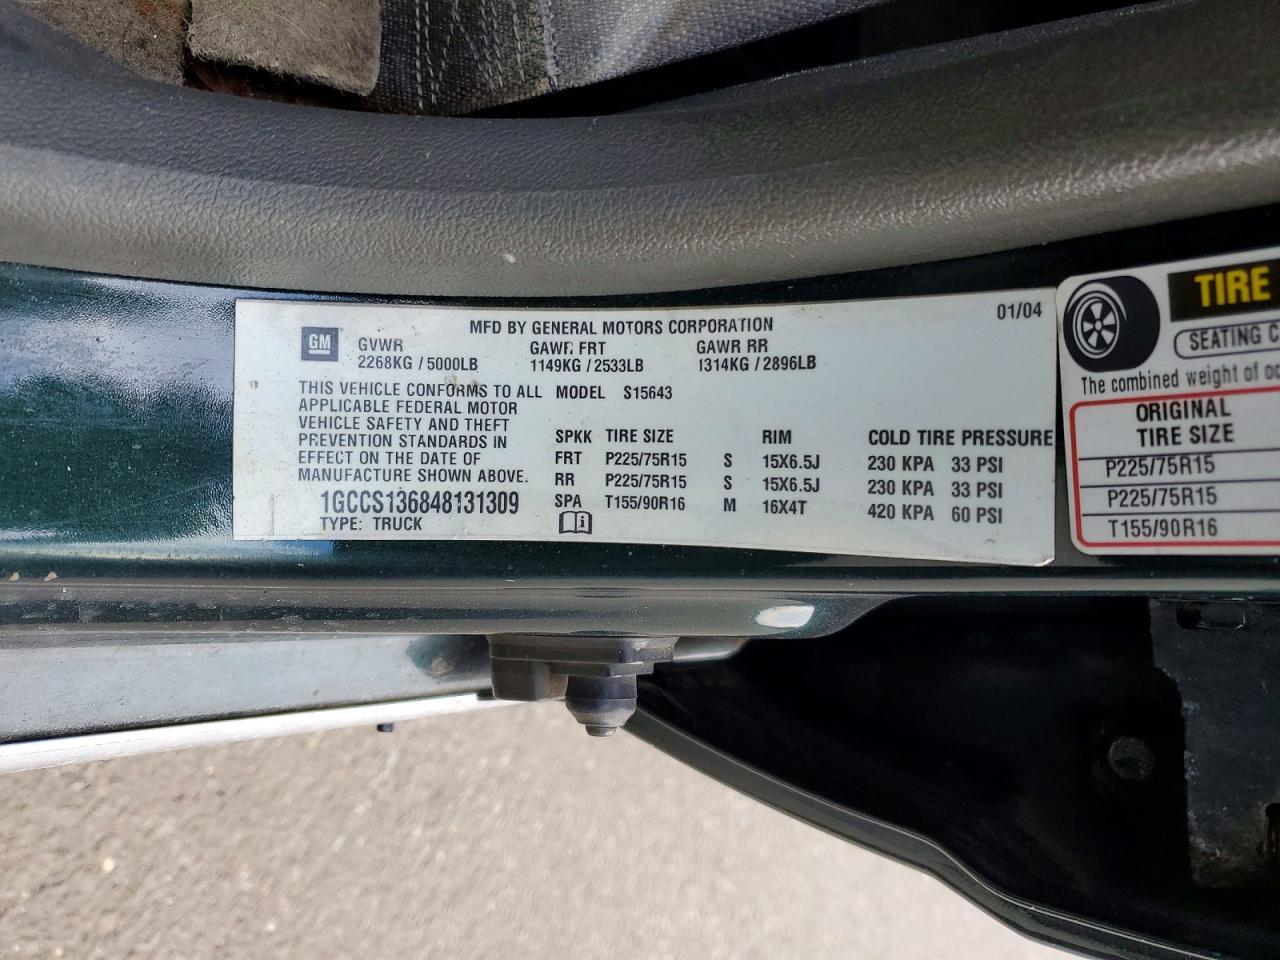 MFD BY GENERAL MOTORS CORPORATION 01/04
GM GVWR GAWR FRT GAWR RR
2268KG / 5000LB 1149KG / 2533LB 1314KG / 2896LB
THIS VEHICLE CONFORMS TO ALL MODEL S15643
APPLICABLE FEDERAL MOTOR
VEHICLE SAFETY AND THEFT
PREVENTION STANDARDS IN SPKK TIRE SIZE RIM COLD TIRE PRESSURE
EFFECT ON THE DATE OF FRT P225/75R15 S 15X6.5J 230 KPA 33 PSI
MANUFACTURE SHOWN ABOVE. RR P225/75R15 S 15X6.5J 230 KPA 33 PSI
1GCCS136848131309 SPA T155/90R16 M 16X4T 420 KPA 60 PSI
TYPE: TRUCK
TIRE
SEATING C
The combined weight of oc
ORIGINAL
TIRE SIZE
P225/75R15
P225/75R15
T155/90R16